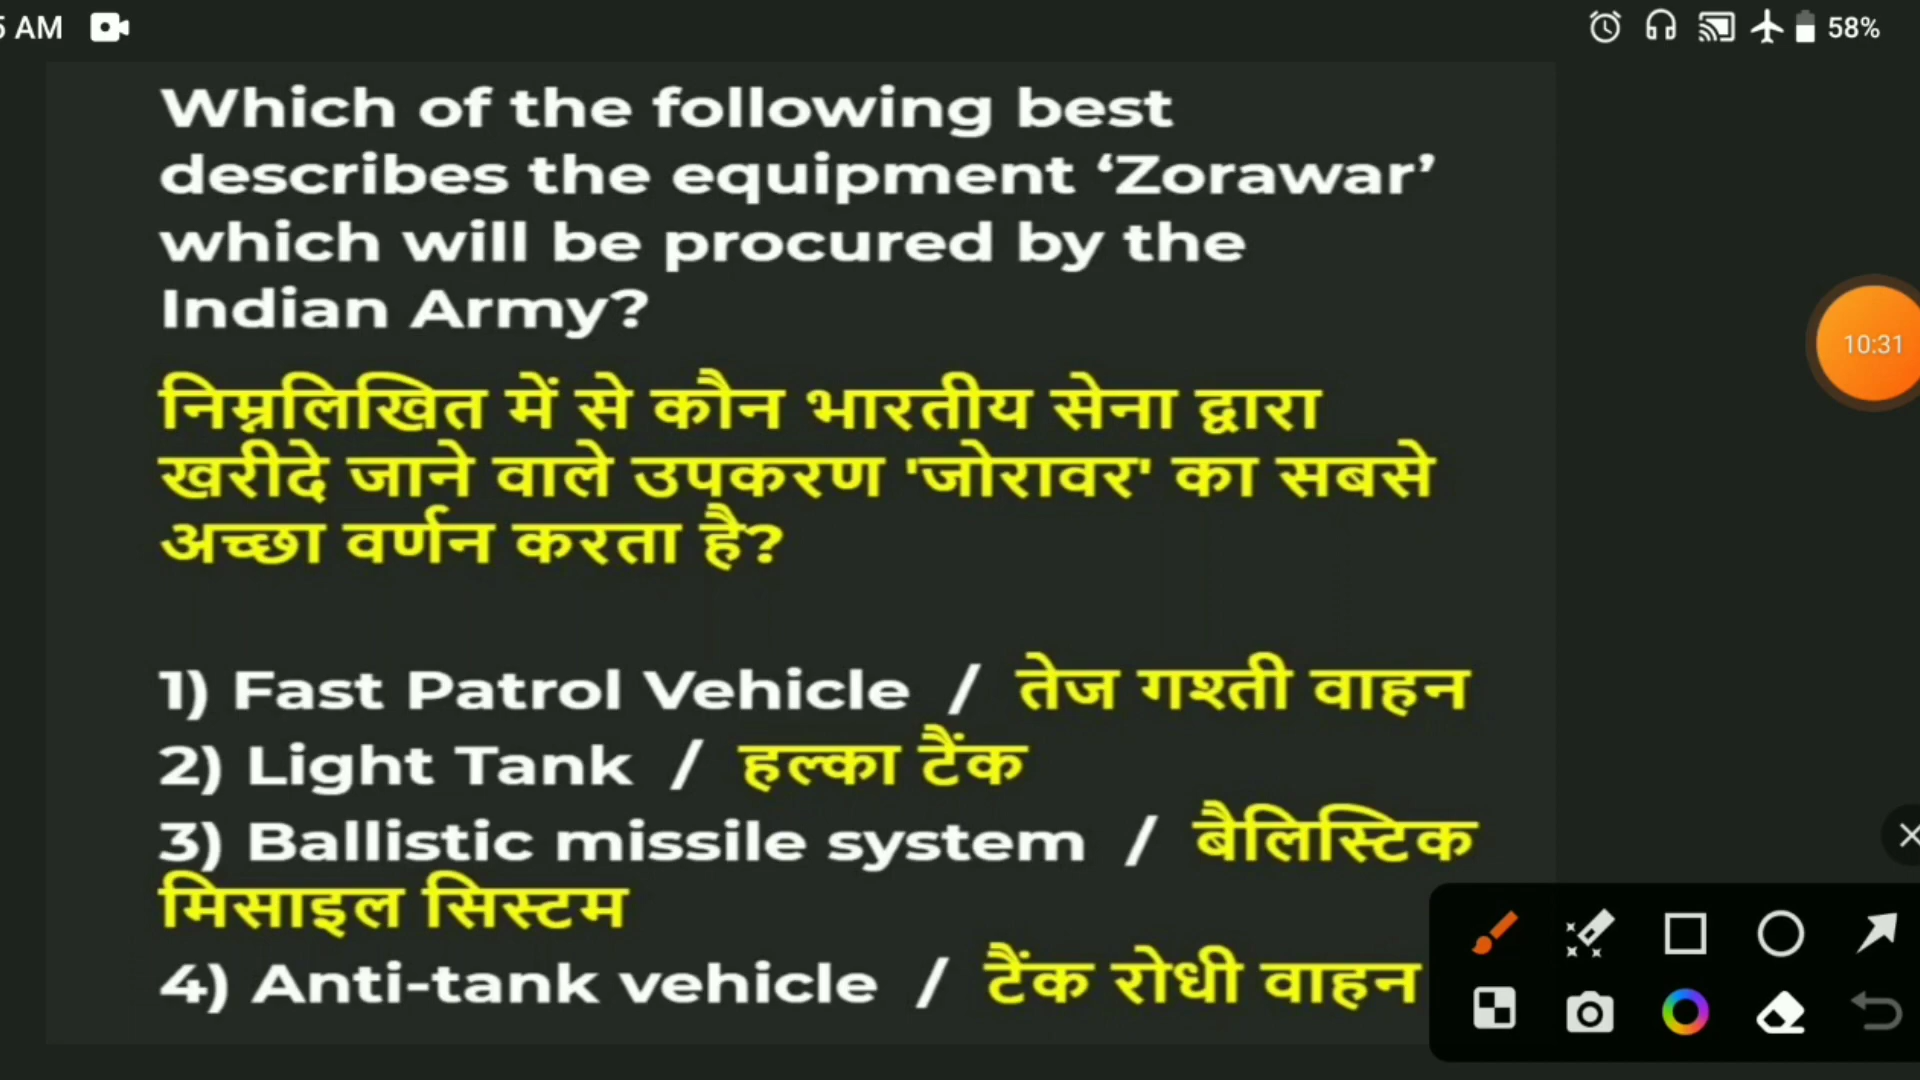 5 AM
58%
Which of the following best
describes the equipment ‘Zorawar’
which will be procured by the
Indian Army?
निम्नलिखित में से कौन भारतीय सेना द्वारा
खरीदे जाने वाले उपकरण 'जोरावर' का सबसे
अच्छा वर्णन करता है?
10:31
1) Fast Patrol Vehicle / तेज गश्ती वाहन
2) Light Tank / हल्का टैंक
3) Ballistic missile system / बैलिस्टिक
मिसाइल सिस्टम
4) Anti-tank vehicle / टैंक रोधी वाहन